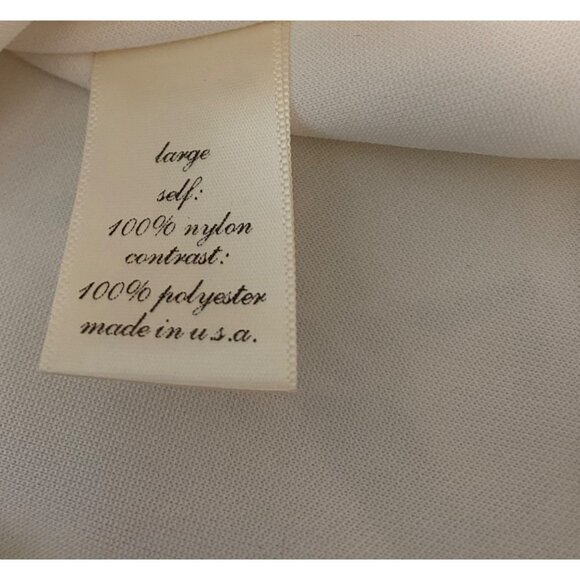 large
self:
100% nylon
contrast:
100% polyester
made in u.s.a.